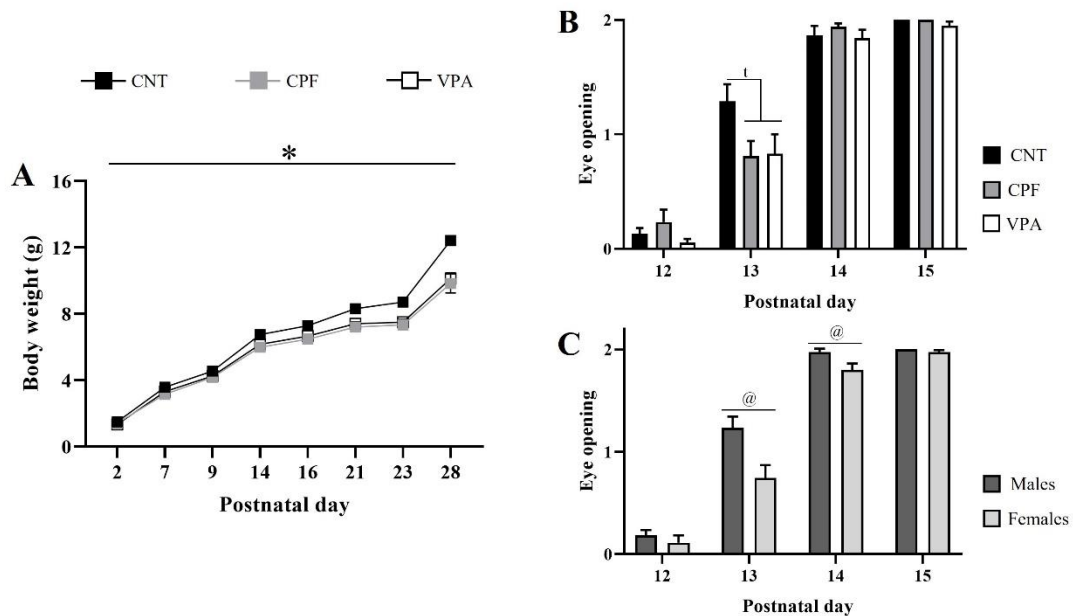 CNT CPF VPA
A
*
Body weight (g)
16
12
8
4
0
2 7 9 14 16 21 23 28
Postnatal day
B
Eye opening
2
1
0
t
12 13 14 15
Postnatal day
CNT
CPF
VPA
C
Eye opening
2
1
0
@
@
12 13 14 15
Postnatal day
Males
Females